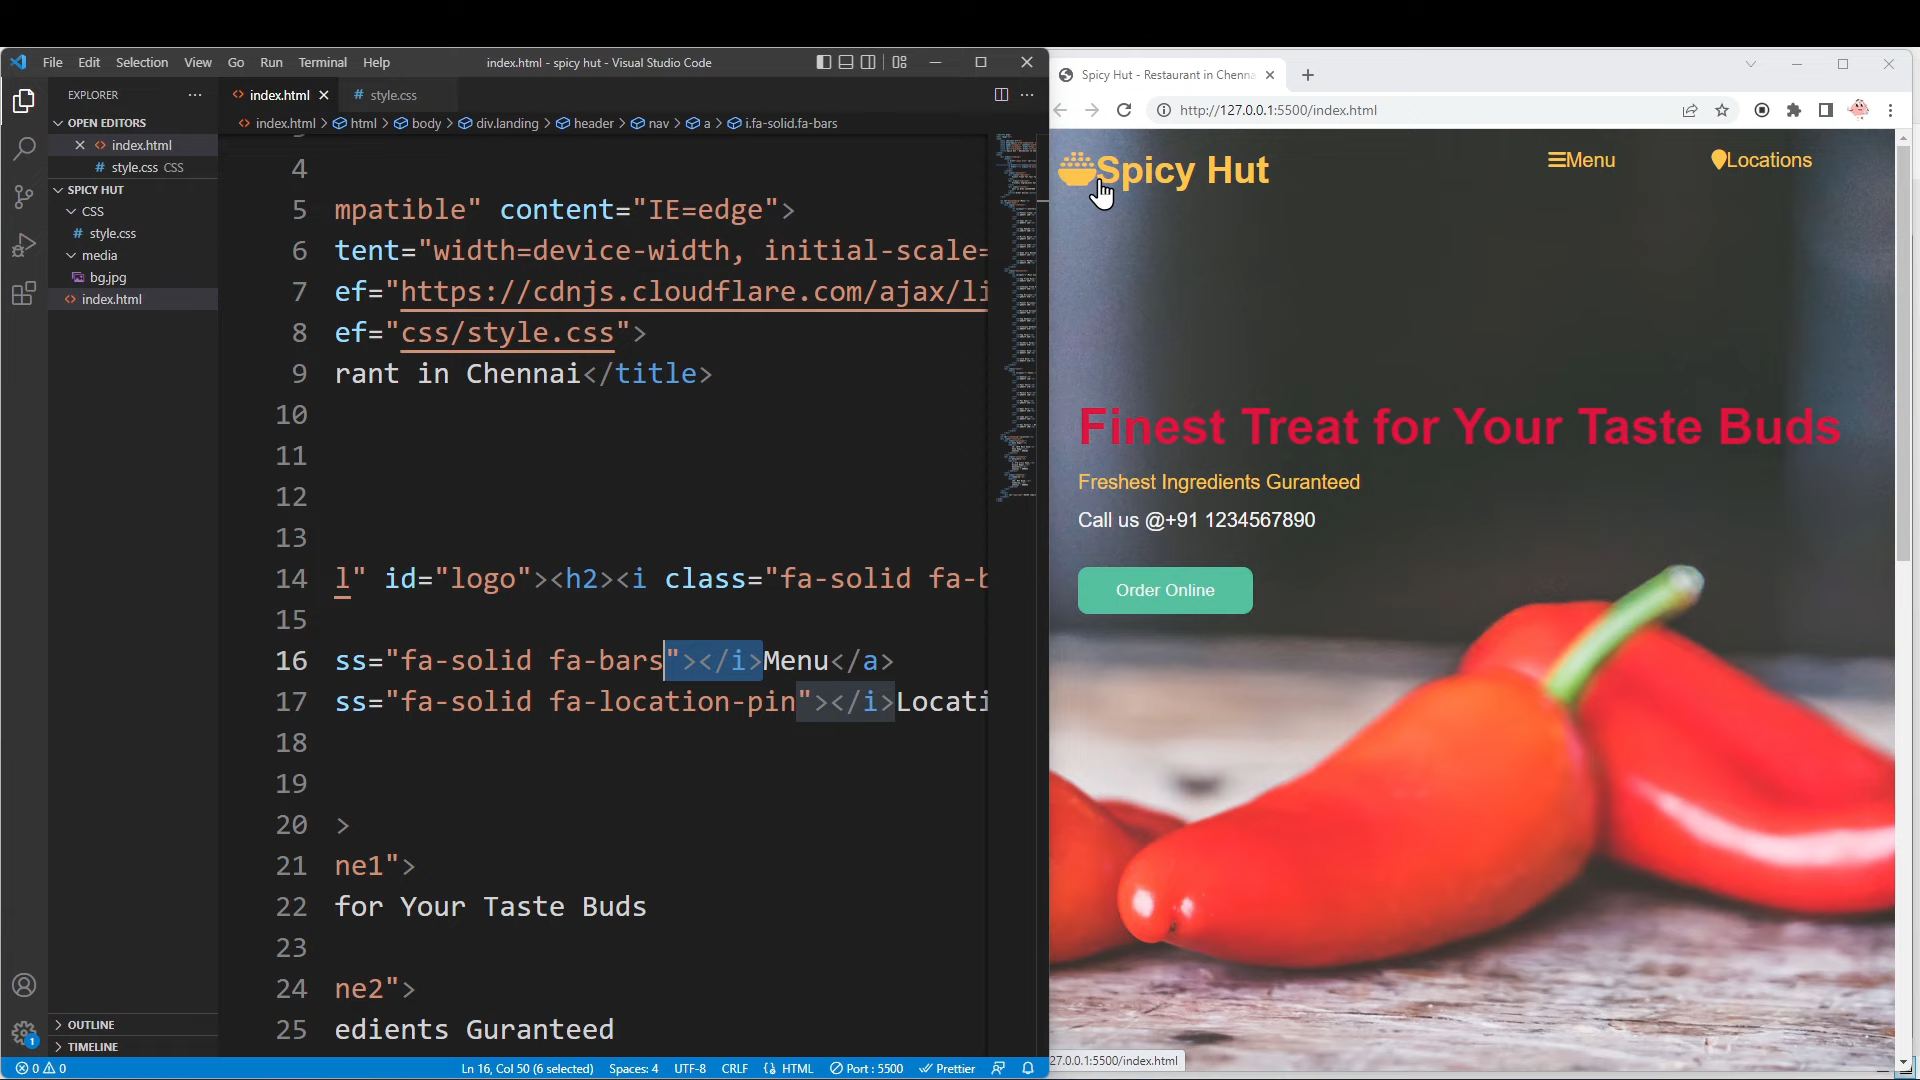 File Edit Selection View Go Run Terminal Help
index.html - spicy hut - Visual Studio Code
EXPLORER
OPEN EDITORS
index.html
style.css CSS
SPICY HUT
CSS
style.css
media
bg.jpg
index.html
OUTLINE
TIMELINE
index.html
style.css
index.html > html > body > div.landing > header > nav > a > i.fa-solid.fa-bars
4
5 mpatible" content="IE=edge">
6 tent="width=device-width, initial-scale=
7 ef="https://cdnjs.cloudflare.com/ajax/li
8 ef="css/style.css">
9 rant in Chennai</title>
10
11
12
13
14 l" id="logo"><h2><i class="fa-solid fa-b
15
16 ss="fa-solid fa-bars"></i>Menu</a>
17 ss="fa-solid fa-location-pin"></i>Locati
18
19
20 >
21 ne1">
22 for Your Taste Buds
23
24 ne2">
25 edients Guranteed
0 0
Ln 16, Col 50 (6 selected) Spaces: 4 UTF-8 CRLF HTML Port : 5500 Prettier
1
Spicy Hut - Restaurant in Chenna
http://127.0.0.1:5500/index.html
Spicy Hut
Menu
Locations
Finest Treat for Your Taste Buds
Freshest Ingredients Guranteed
Call us @+91 1234567890
Order Online
27.0.0.1:5500/index.html